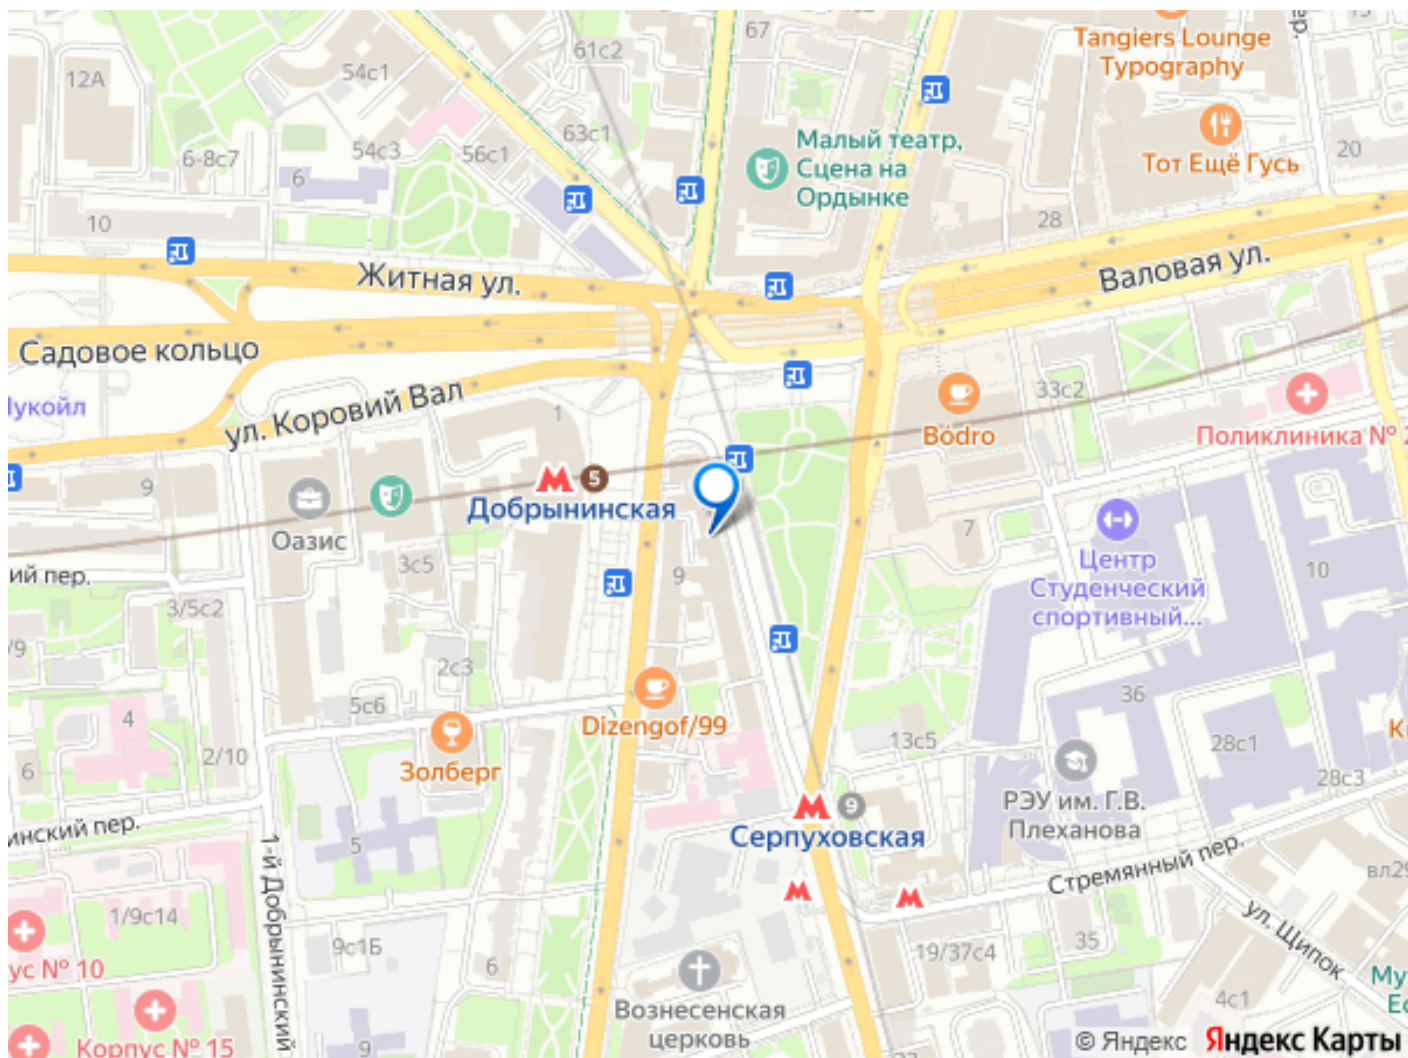 67
61с2
54с1
12А
Tangiers Lounge
Typography
63с1
Малый театр,
Сцена на
Ордынке
54с3
56с1
6-8с7
6
20
Тот Ещё Гусь
10
28
Житная ул.
Валовая ул.
Садовое кольцо
ул. Коровий Вал
1
33с2
Bödro
Поликлиника № 2
5
Добрынинская
9
Оазис
7
Центр
Студенческий
спортивный...
10
3с5
9
3/5с2
2с3
36
5с6
Dizengof/99
4
2/10
6
Золберг
13с5
28с1
28с3
РЭУ им. Г.В.
Плеханова
9
Серпуховская
Стремянный пер.
5
1-й Добрынинский
1/9с14
9с1Б
6
19/37с4
35
ул. Щипок
Вознесенская
церковь
4с1
Корпус № 15
9
© Яндекс Яндекс Карты